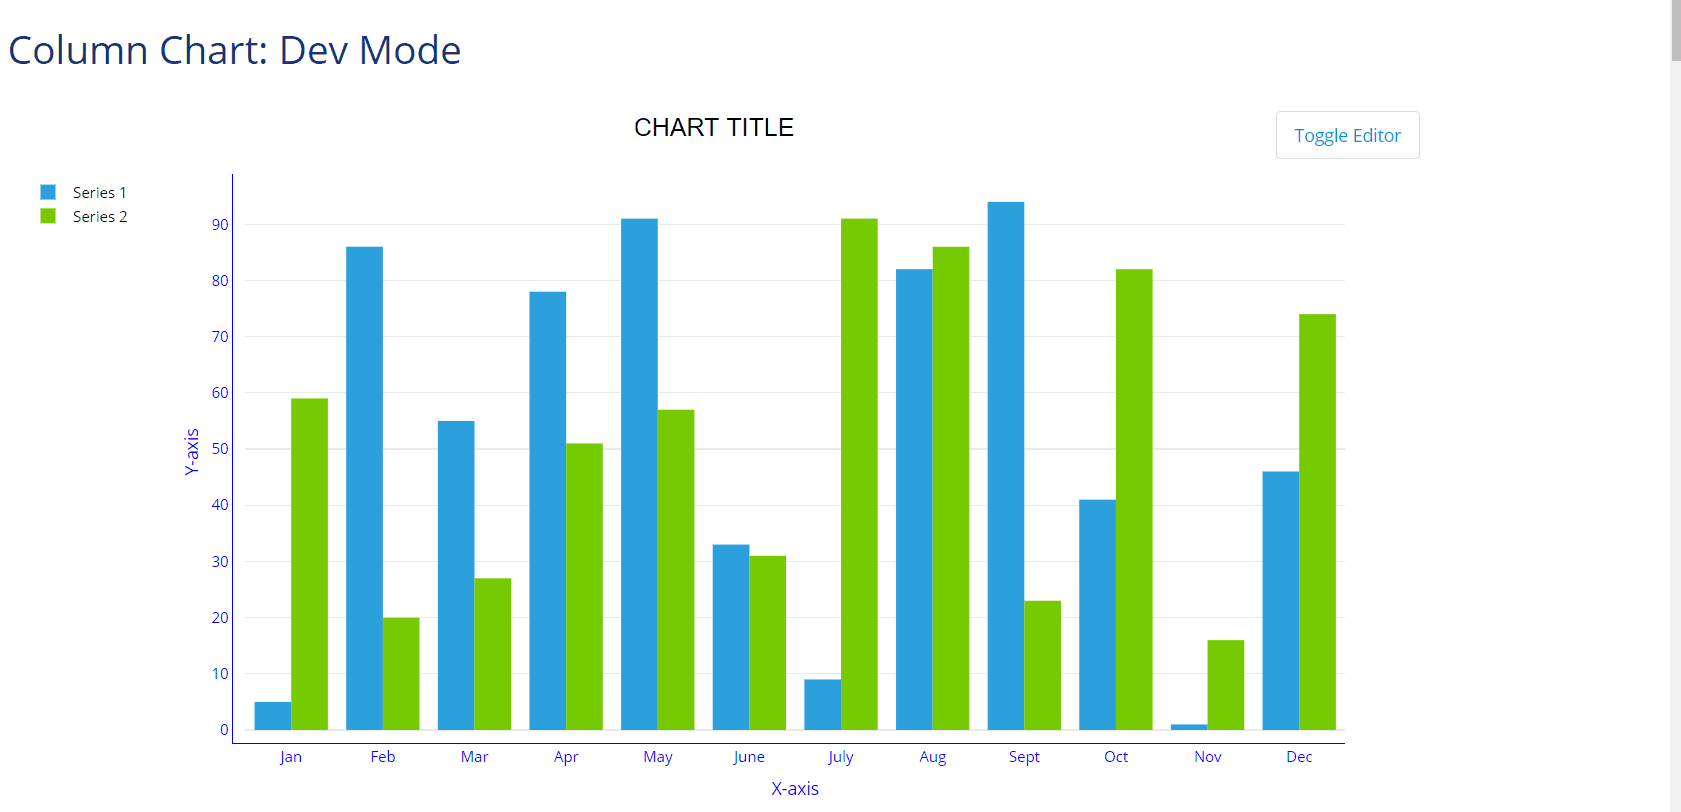 Column Chart: Dev Mode
CHART TITLE
Toggle Editor
Series 1
Series 2
90
80
70
60
50
40
30
20
10
0
Y-axis
Jan Feb Mar Apr May June July Aug Sept Oct Nov Dec
X-axis